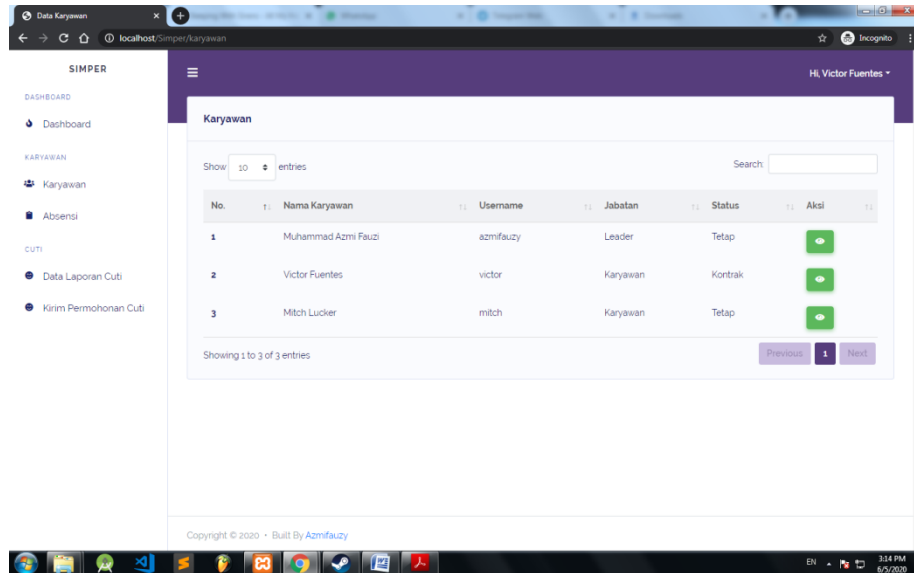 Data Karyawan
localhost/Simper/karyawan
Incognito
SIMPER
Hi, Victor Fuentes
DASHBOARD
Dashboard
KARYAWAN
Karyawan
Absensi
CUTI
Data Laporan Cuti
Kirim Permohonan Cuti
Karyawan
Show 10 entries
Search:
No. Nama Karyawan Username Jabatan Status Aksi
1 Muhammad Azmi Fauzi azmifauzy Leader Tetap
2 Victor Fuentes victor Karyawan Kontrak
3 Mitch Lucker mitch Karyawan Tetap
Showing 1 to 3 of 3 entries
Previous 1 Next
Copyright © 2020 • Built By Azmifauzy
EN 3:14 PM
6/5/2020